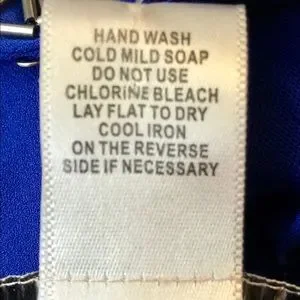 HAND WASH
COLD MILD SOAP
DO NOT USE
CHLORINE BLEACH
LAY FLAT TO DRY
COOL IRON
ON THE REVERSE
SIDE IF NECESSARY